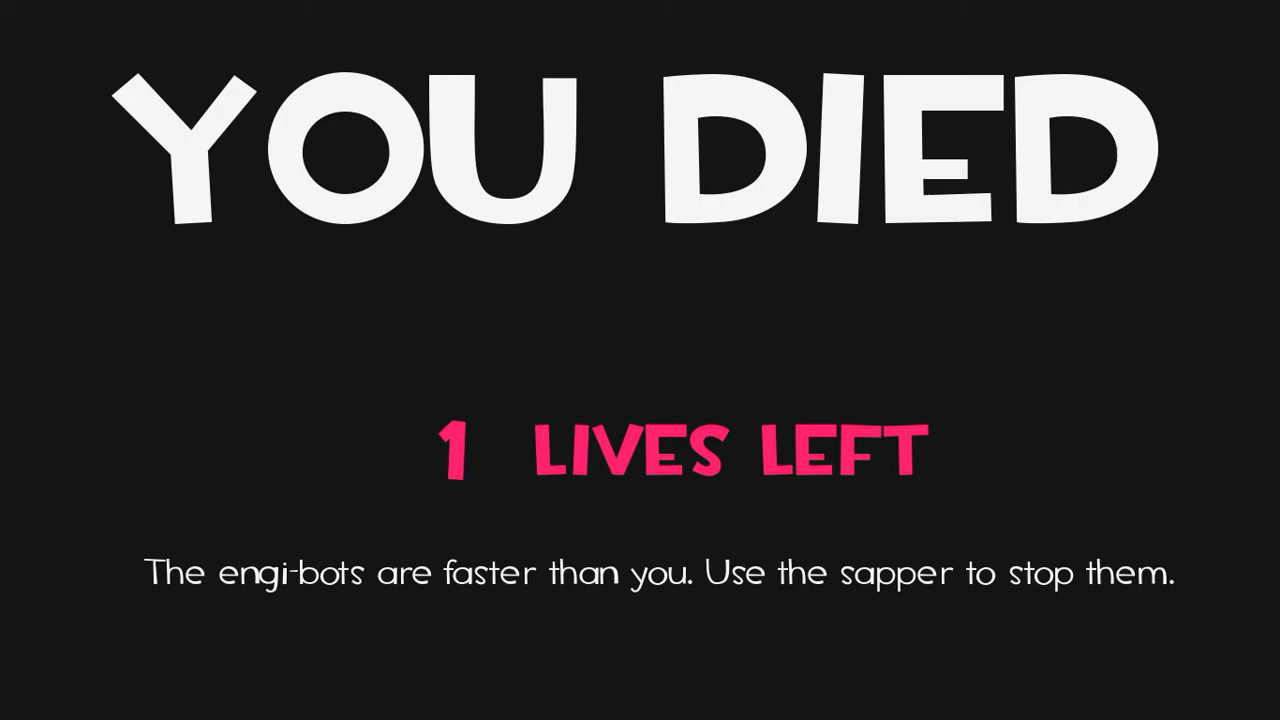 YOU DIED
1 LIVES LEFT
The engi-bots are faster than you. Use the sapper to stop them.